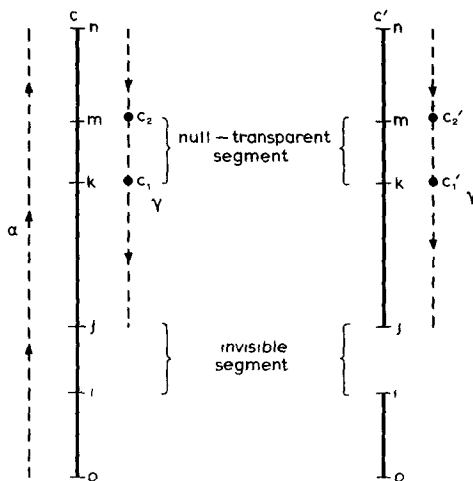 c
c′
n
n
m
c₂
null – transparent
segment
m
c₂′
k
c₁
γ
k
c₁′
γ
α
j
invisible
segment
j
i
i
o
o